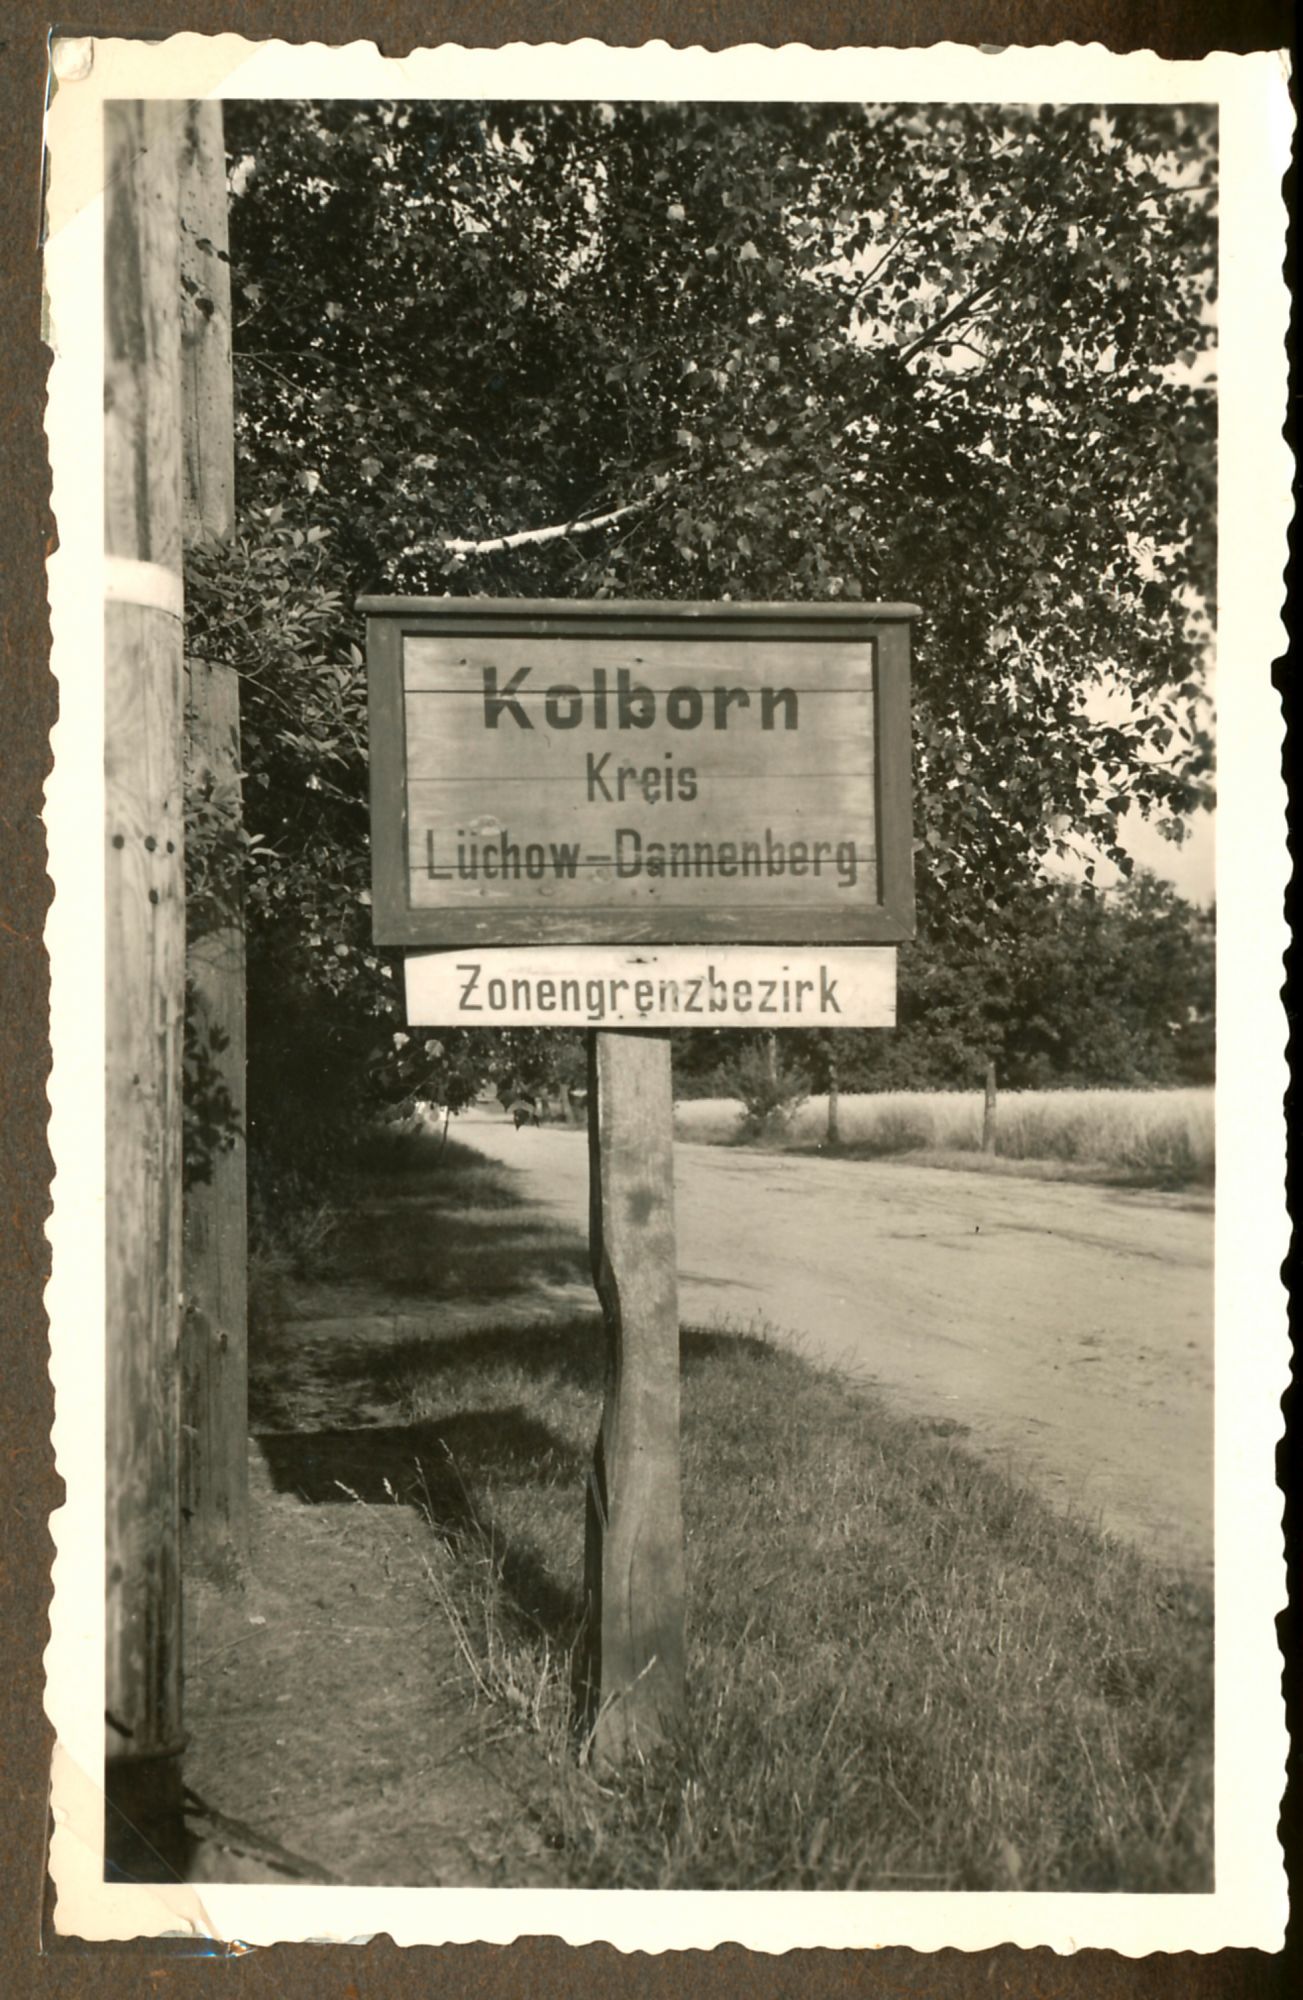 Kolborn
Kreis
Lüchow-Dannenberg
Zonengrenzbezirk